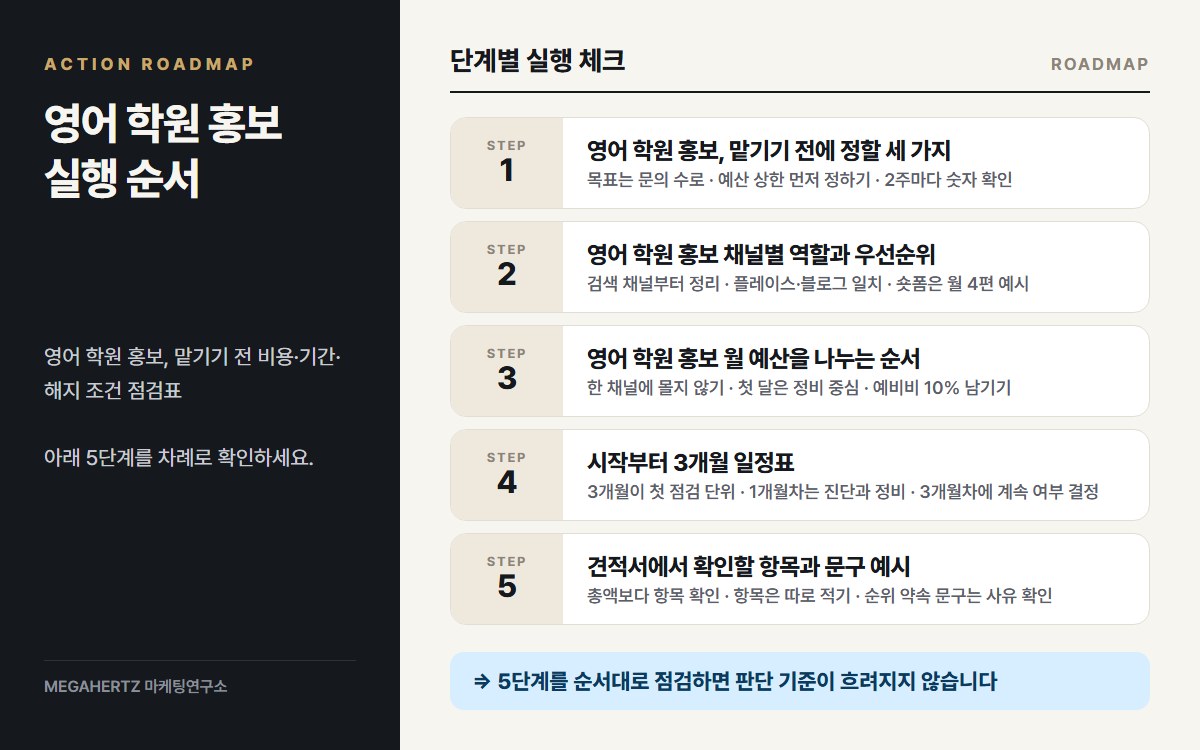 ACTION ROADMAP
영어 학원 홍보
실행 순서
영어 학원 홍보, 맡기기 전 비용·기간·
해지 조건 점검표
아래 5단계를 차례로 확인하세요.
MEGAHERTZ 마케팅연구소
단계별 실행 체크
ROADMAP
STEP
1
영어 학원 홍보, 맡기기 전에 정할 세 가지
목표는 문의 수로 · 예산 상한 먼저 정하기 · 2주마다 숫자 확인
STEP
2
영어 학원 홍보 채널별 역할과 우선순위
검색 채널부터 정리 · 플레이스·블로그 일치 · 숏폼은 월 4편 예시
STEP
3
영어 학원 홍보 월 예산을 나누는 순서
한 채널에 몰지 않기 · 첫 달은 정비 중심 · 예비비 10% 남기기
STEP
4
시작부터 3개월 일정표
3개월이 첫 점검 단위 · 1개월차는 진단과 정비 · 3개월차에 계속 여부 결정
STEP
5
견적서에서 확인할 항목과 문구 예시
총액보다 항목 확인 · 항목은 따로 적기 · 순위 약속 문구는 사유 확인
→ 5단계를 순서대로 점검하면 판단 기준이 흐려지지 않습니다